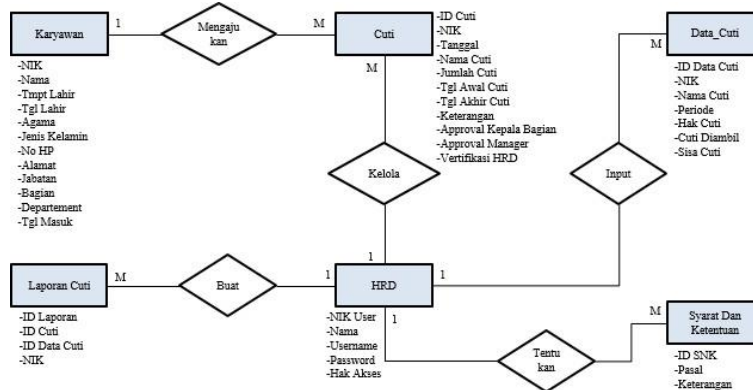 Karyawan
1
Mengaju
kan
M
Cuti
-NIK
-Nama
-Tmpt Lahir
-Tgl Lahir
-Agama
-Jenis Kelamin
-No HP
-Alamat
-Jabatan
-Bagian
-Departement
-Tgl Masuk
M
-ID Cuti
-NIK
-Tanggal
-Nama Cuti
-Jumlah Cuti
-Tgl Awal Cuti
-Tgl Akhir Cuti
-Keterangan
-Approval Kepala Bagian
-Approval Manager
-Vertifikasi HRD
Data_Cuti
M
-ID Data Cuti
-NIK
-Nama Cuti
-Periode
-Hak Cuti
-Cuti Diambil
-Sisa Cuti
Kelola
1
Input
Laporan Cuti
M
Buat
1
HRD
1
-ID Laporan
-ID Cuti
-ID Data Cuti
-NIK
-NIK User
-Nama
-Username
-Password
-Hak Akses
1
Tentu
kan
M
Syarat Dan
Ketentuan
-ID SNK
-Pasal
-Keterangan